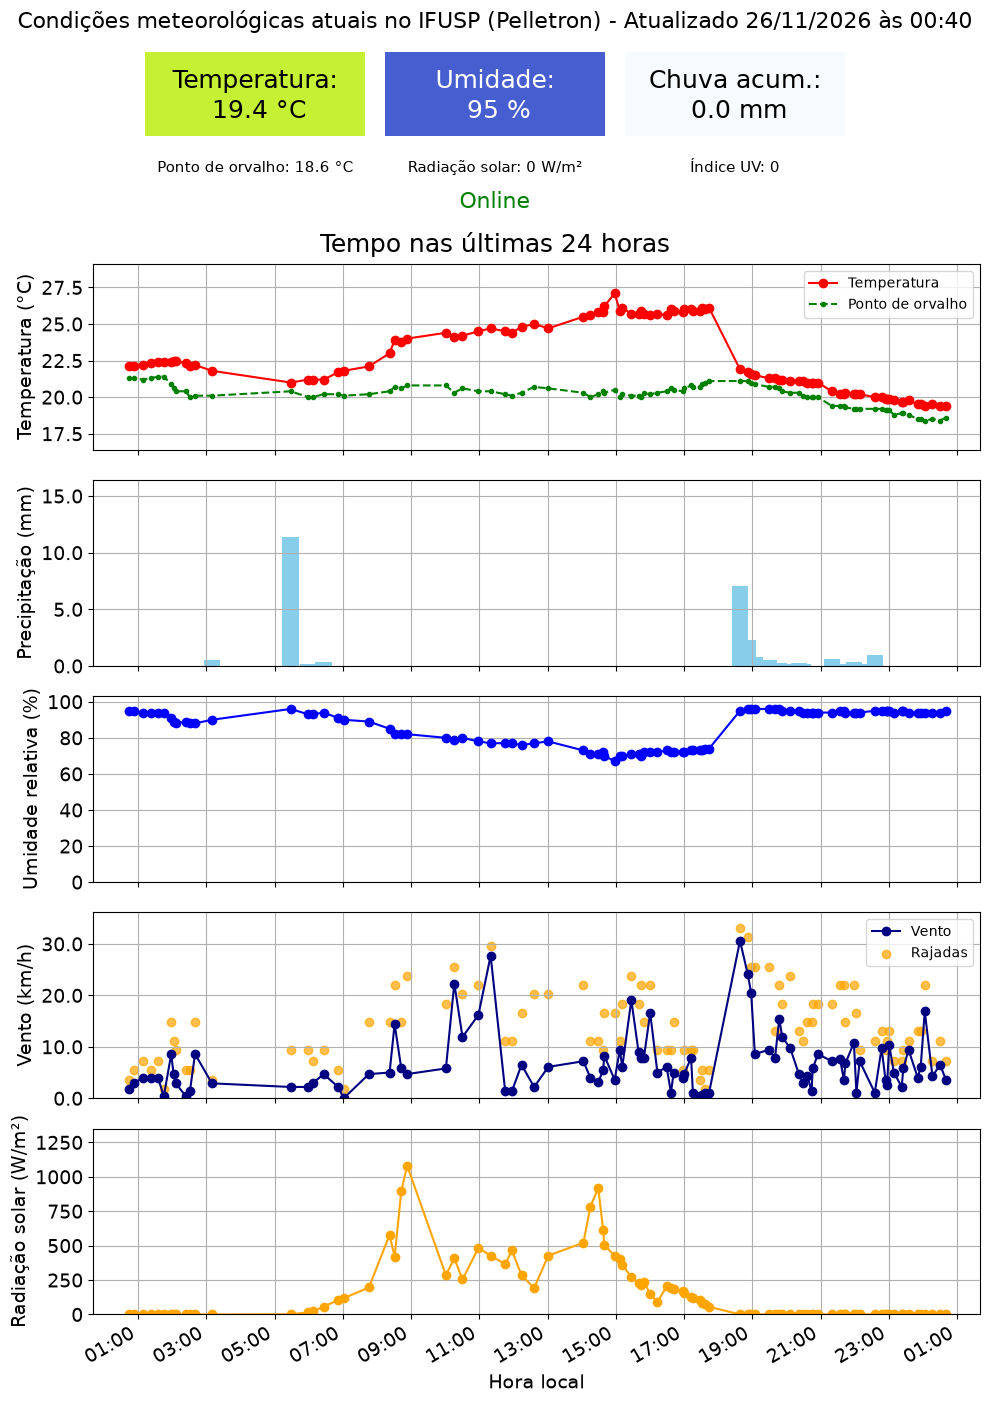 Condições meteorológicas atuais no IFUSP (Pelletron) - Atualizado 26/11/2026 às 00:40
Temperatura:
19.4 °C
Umidade:
95 %
Chuva acum.:
0.0 mm
Ponto de orvalho: 18.6 °C
Radiação solar: 0 W/m²
Índice UV: 0
Online
Tempo nas últimas 24 horas
Temperatura (°C)
27.5
25.0
22.5
20.0
17.5
Temperatura
Ponto de orvalho
Precipitação (mm)
15.0
10.0
5.0
0.0
Umidade relativa (%)
100
80
60
40
20
0
Vento (km/h)
30.0
20.0
10.0
0.0
Vento
Rajadas
Radiação solar (W/m²)
1250
1000
750
500
250
0
01:00
03:00
05:00
07:00
09:00
11:00
13:00
15:00
17:00
19:00
21:00
23:00
01:00
Hora local